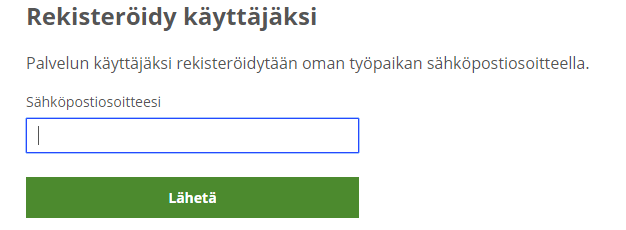 Rekisteröidy käyttäjäksi
Palvelun käyttäjäksi rekisteröidytään oman työpaikan sähköpostiosoitteella.
Sähköpostiosoitteesi
Lähetä